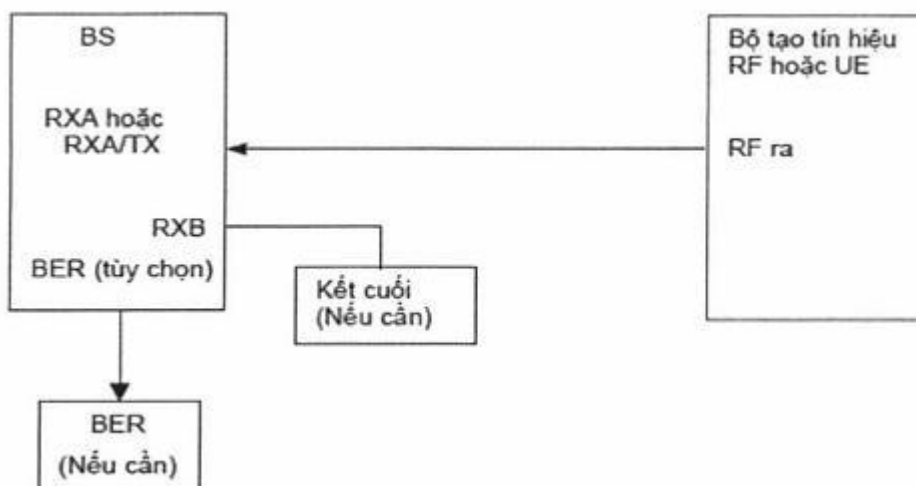 BS
RXA hoặc
RXA/TX
RXB
BER (tùy chọn)
Kết cuối
(Nếu cần)
BER
(Nếu cần)
Bộ tạo tín hiệu
RF hoặc UE
RF ra